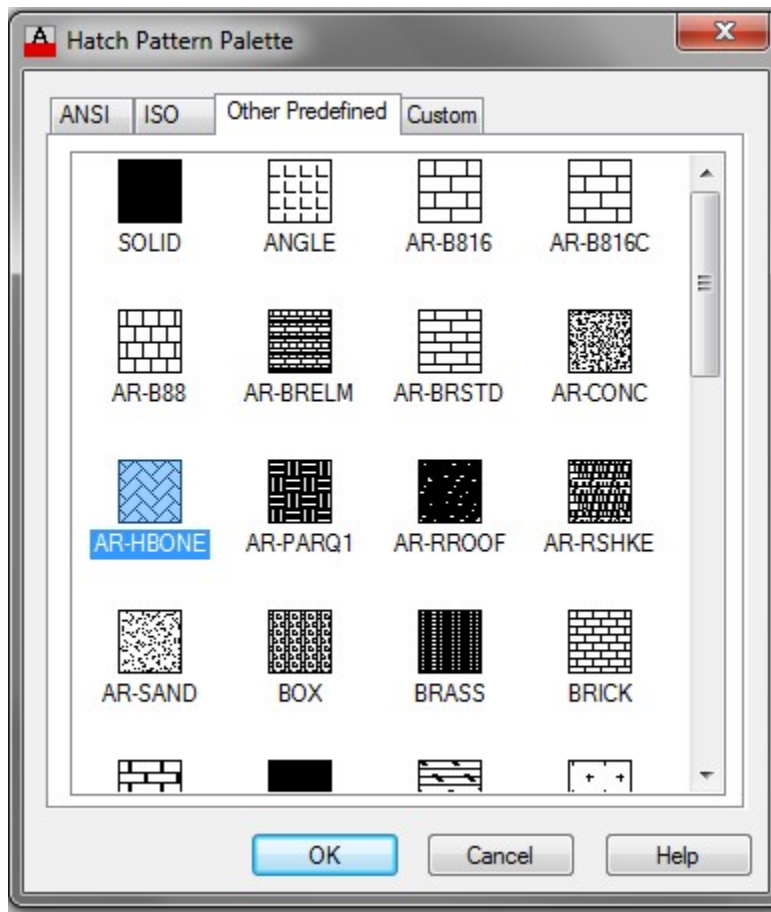 A Hatch Pattern Palette X
ANSI ISO Other Predefined Custom
SOLID ANGLE AR-B816 AR-B816C
AR-B88 AR-BRELM AR-BRSTD AR-CONC
AR-HBONE AR-PARQ1 AR-RROOF AR-RSHKE
AR-SAND BOX BRASS BRICK
OK Cancel Help